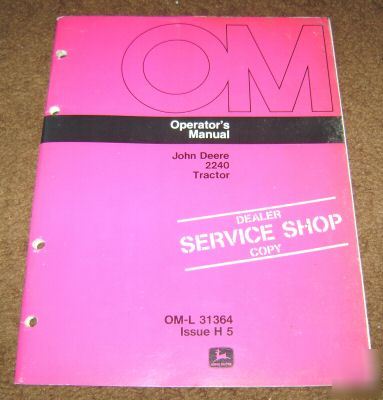 OM
Operator's
Manual
John Deere
2240
Tractor
DEALER
SERVICE SHOP
COPY
OM-L 31364
Issue H 5